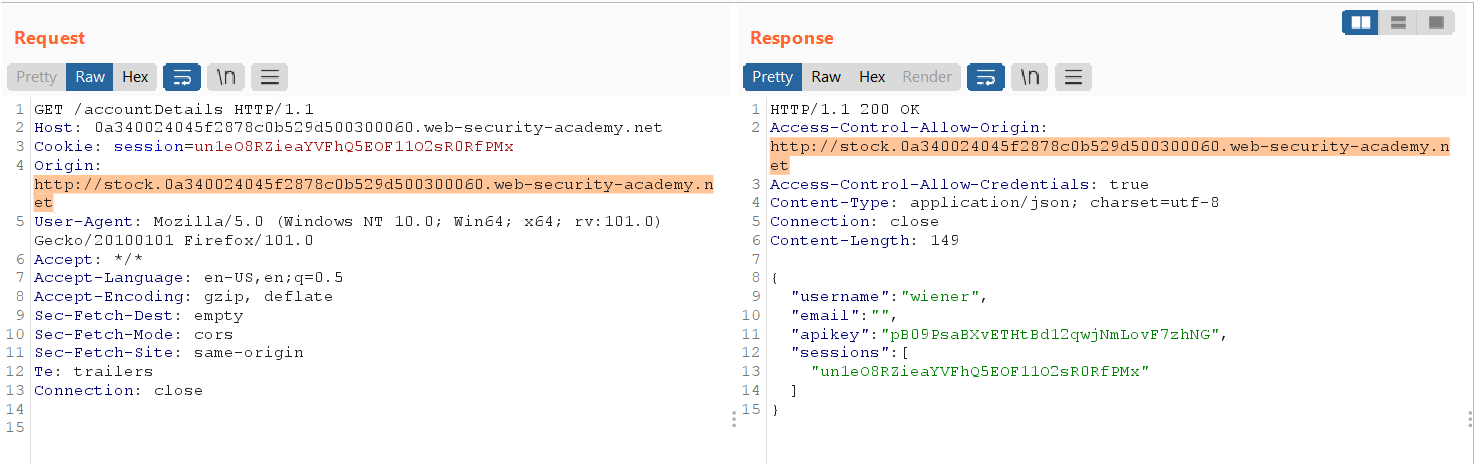 Request
Pretty Raw Hex \n
1 GET /accountDetails HTTP/1.1
2 Host: 0a340024045f2878c0b529d500300060.web-security-academy.net
3 Cookie: session=un1eO8RZieaYVFhQ5EOF11O2sR0RfPMx
4 Origin:
http://stock.0a340024045f2878c0b529d500300060.web-security-academy.n
et
5 User-Agent: Mozilla/5.0 (Windows NT 10.0; Win64; x64; rv:101.0)
Gecko/20100101 Firefox/101.0
6 Accept: */*
7 Accept-Language: en-US,en;q=0.5
8 Accept-Encoding: gzip, deflate
9 Sec-Fetch-Dest: empty
10 Sec-Fetch-Mode: cors
11 Sec-Fetch-Site: same-origin
12 Te: trailers
13 Connection: close
14
15
Response
Pretty Raw Hex Render \n
1 HTTP/1.1 200 OK
2 Access-Control-Allow-Origin:
http://stock.0a340024045f2878c0b529d500300060.web-security-academy.n
et
3 Access-Control-Allow-Credentials: true
4 Content-Type: application/json; charset=utf-8
5 Connection: close
6 Content-Length: 149
7
8 {
9 "username":"wiener",
10 "email":"",
11 "apikey":"pB09PsaBXvETHtBd12qwjNmLovF7zhNG",
12 "sessions":[
13 "un1eO8RZieaYVFhQ5EOF11O2sR0RfPMx"
14 ]
15 }